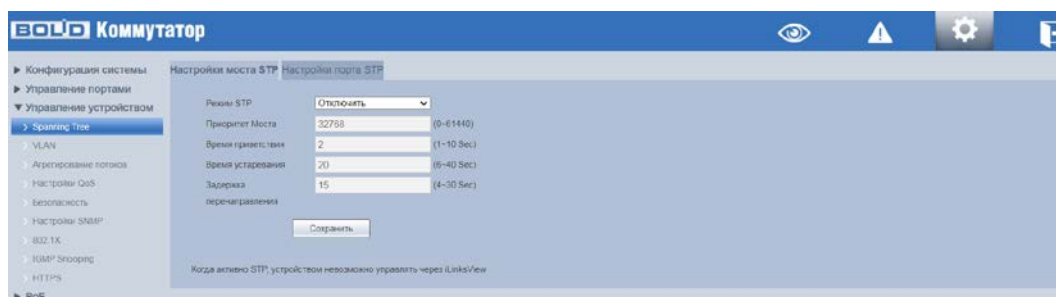 BOLID Коммутатор
Конфигурация системы
Управление портами
Управление устройством
Spanning Tree
VLAN
Агрегирование потоков
Настройки QoS
Безопасность
Настройки SNMP
802.1X
IGMP Snooping
HTTPS
PoE
Настройки моста STP Настройки порта STP
Режим STP Отключить
Приоритет Моста 32768 (0~61440)
Время приветствия 2 (1~10 Sec)
Время устаревания 20 (6~40 Sec)
Задержка 15 (4~30 Sec)
перенаправления
Сохранить
Когда активно STP, устройством невозможно управлять через iLinksView